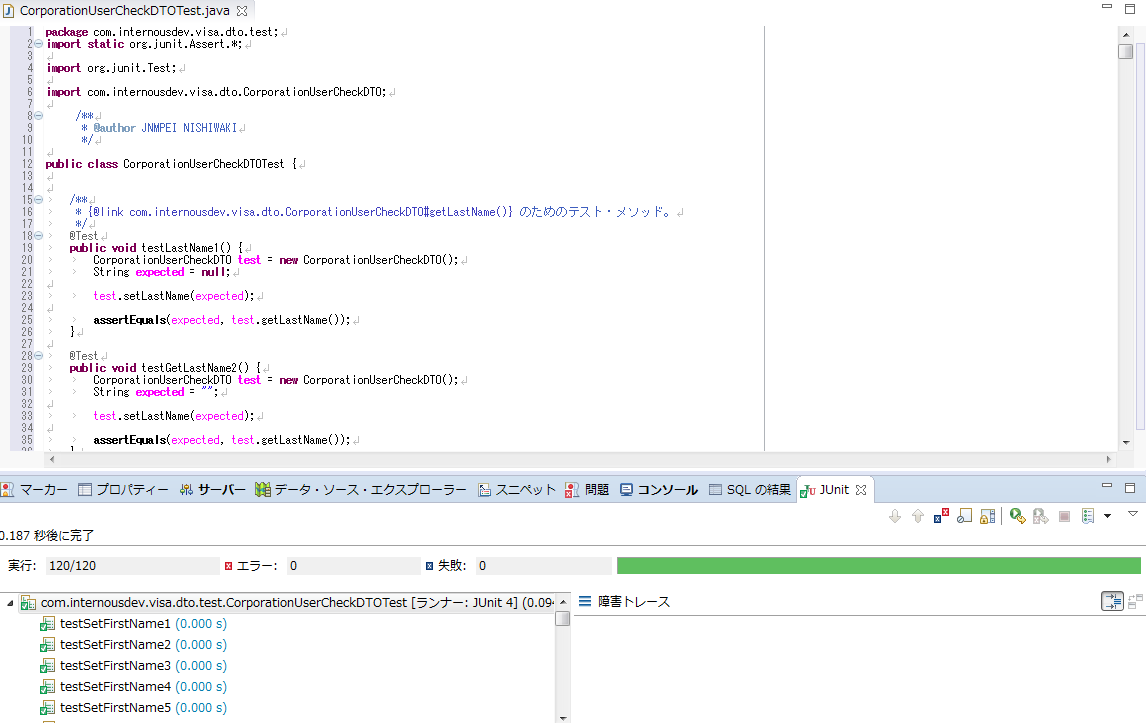 CorporationUserCheckDTOTest.java
1 package com.internousdev.visa.dto.test;
2 import static org.junit.Assert.*;
3
4 import org.junit.Test;
5
6 import com.internousdev.visa.dto.CorporationUserCheckDTO;
7
8 /**
9 * @author JNMPEI NISHIWAKI
10 */
11
12 public class CorporationUserCheckDTOTest {
13
14
15 /**
16 * {@link com.internousdev.visa.dto.CorporationUserCheckDTO#getLastName()} のためのテスト・メソッド。
17 */
18 @Test
19 public void testLastName1() {
20 CorporationUserCheckDTO test = new CorporationUserCheckDTO();
21 String expected = null;
22
23 test.setLastName(expected);
24
25 assertEquals(expected, test.getLastName());
26 }
27
28 @Test
29 public void testGetLastName2() {
30 CorporationUserCheckDTO test = new CorporationUserCheckDTO();
31 String expected = "";
32
33 test.setLastName(expected);
34
35 assertEquals(expected, test.getLastName());
36 }
マーカー プロパティー サーバー データ・ソース・エクスプローラー スニペット 問題 コンソール SQL の結果 JUnit
0.187 秒後に完了
実行: 120/120 エラー: 0 失敗: 0
com.internousdev.visa.dto.test.CorporationUserCheckDTOTest [ランナー: JUnit 4] (0.094 障害トレース
testSetFirstName1 (0.000 s)
testSetFirstName2 (0.000 s)
testSetFirstName3 (0.000 s)
testSetFirstName4 (0.000 s)
testSetFirstName5 (0.000 s)